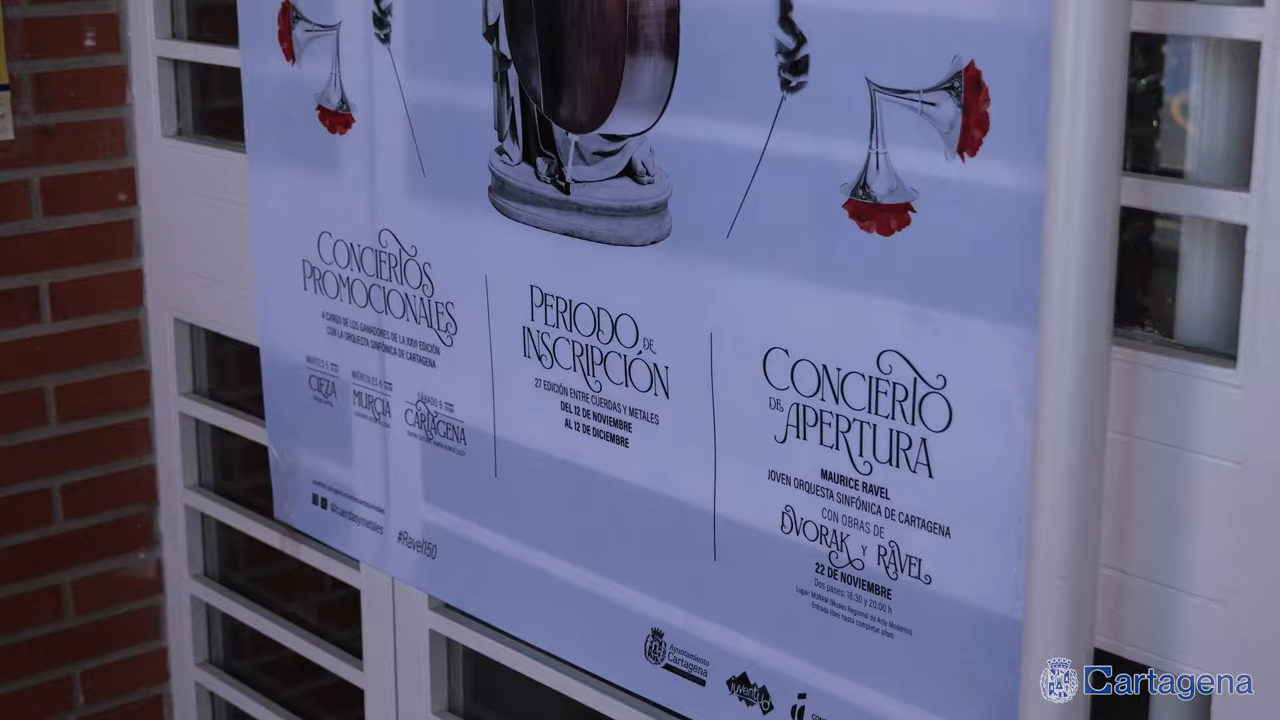 CONCIERTOS
PROMOCIONALES
A CARGO DE LOS GANADORES DE LA XXVI EDICIÓN
CON LA ORQUESTA SINFÓNICA DE CARTAGENA
MARTES 5
CIEZA
MIÉRCOLES 6
MURCIA
SÁBADO 9
CARTAGENA
@cuerdasymetales
#Ravel150
PERIODO DE
INSCRIPCIÓN
27 EDICIÓN ENTRE CUERDAS Y METALES
DEL 12 DE NOVIEMBRE
AL 12 DE DICIEMBRE
CONCIERTO
DE APERTURA
MAURICE RAVEL
JOVEN ORQUESTA SINFÓNICA DE CARTAGENA
CON OBRAS DE
DVORAK Y RAVEL
22 DE NOVIEMBRE
Dos pases: 18:30 y 20:00 h
Lugar: MURAM (Museo Regional de Arte Moderno)
Entrada libre hasta completar aforo
Ayuntamiento
Cartagena
juventud
Cartagena